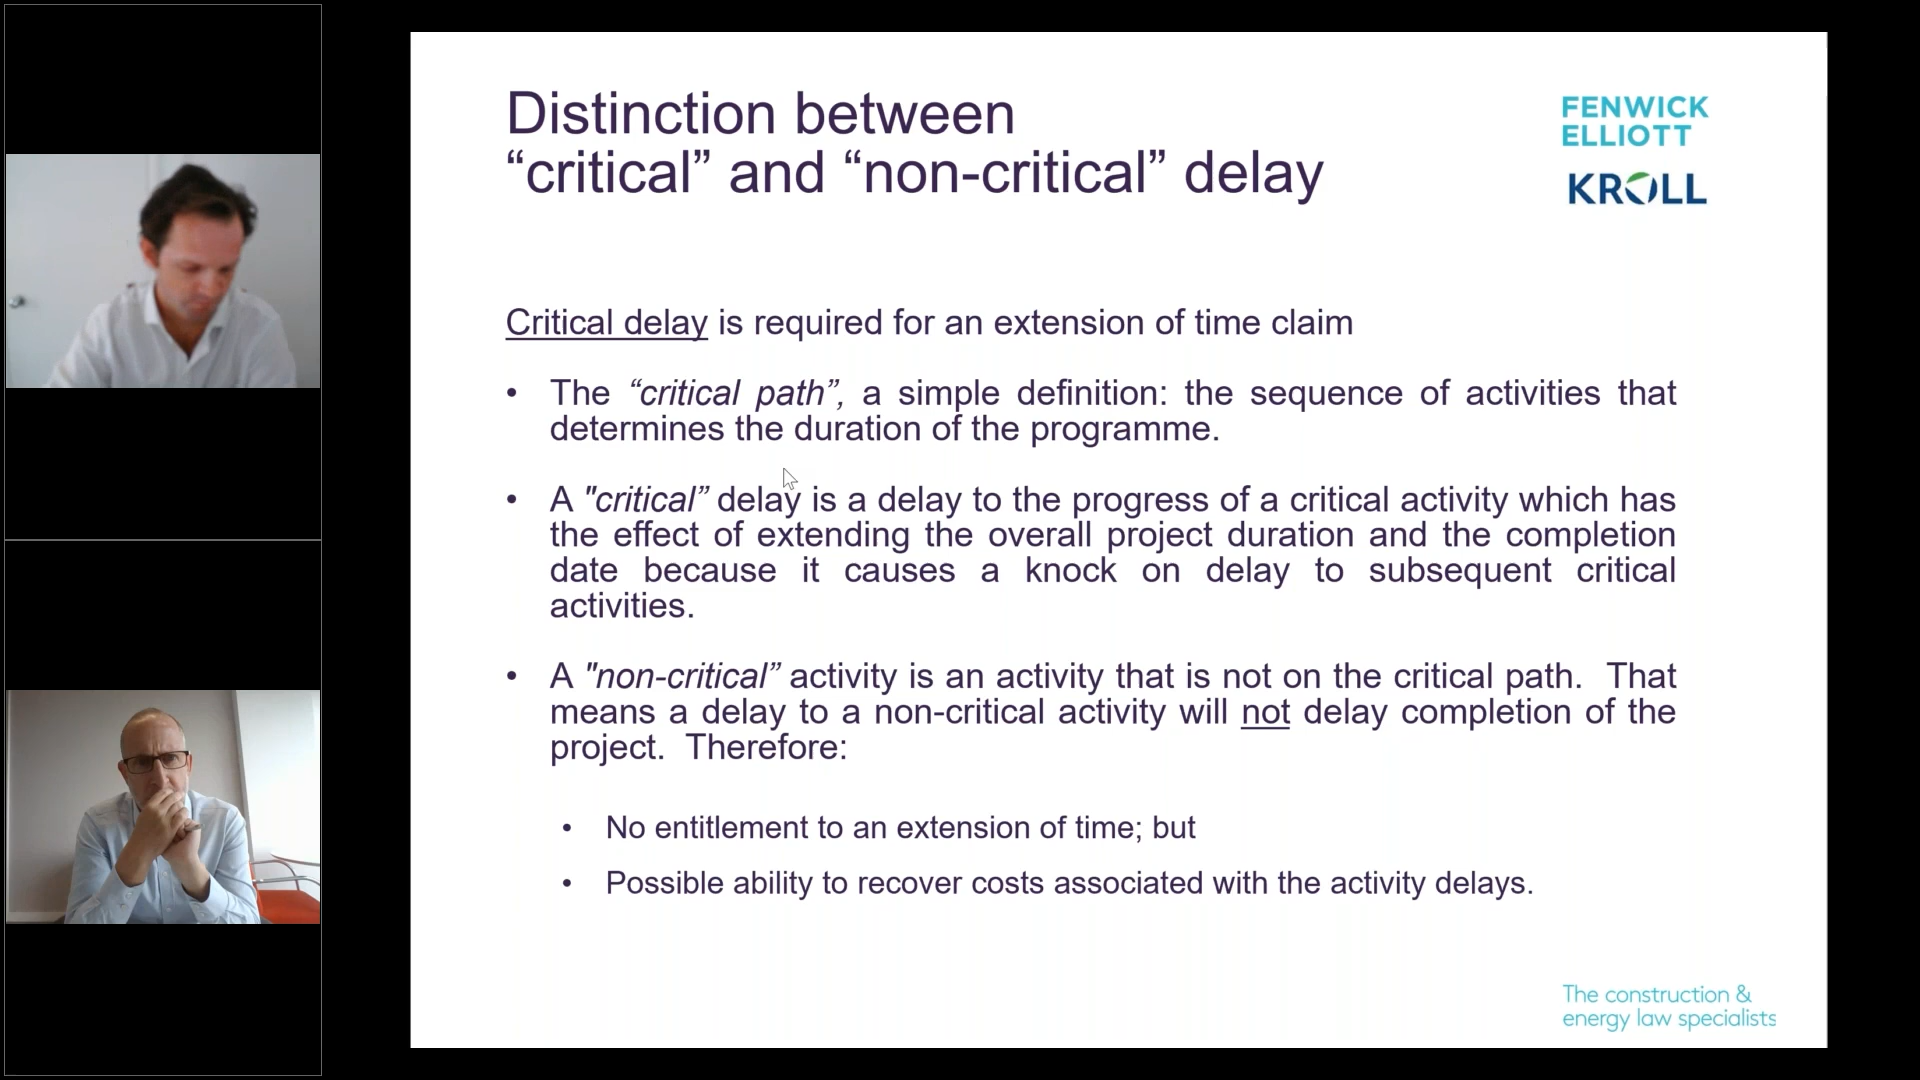 Distinction between
“critical” and “non-critical” delay
FENWICK
ELLIOTT
KROLL
Critical delay is required for an extension of time claim
• The “critical path”, a simple definition: the sequence of activities that
determines the duration of the programme.
• A "critical” delay is a delay to the progress of a critical activity which has
the effect of extending the overall project duration and the completion
date because it causes a knock on delay to subsequent critical
activities.
• A "non-critical” activity is an activity that is not on the critical path. That
means a delay to a non-critical activity will not delay completion of the
project. Therefore:
• No entitlement to an extension of time; but
• Possible ability to recover costs associated with the activity delays.
The construction &
energy law specialists